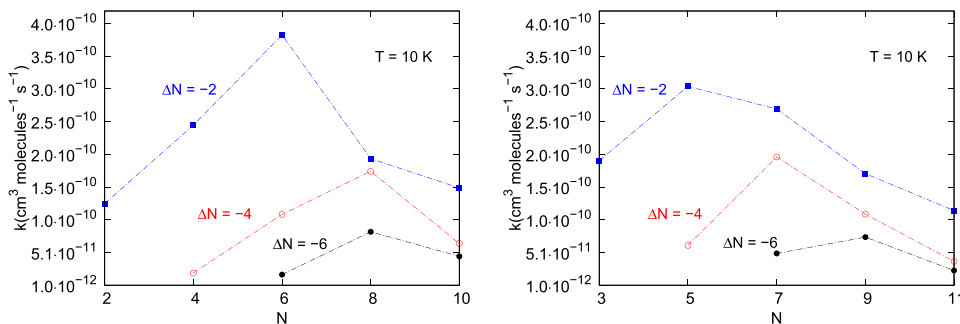 4.0·10⁻¹⁰
3.5·10⁻¹⁰
3.0·10⁻¹⁰
2.5·10⁻¹⁰
2.0·10⁻¹⁰
1.5·10⁻¹⁰
1.0·10⁻¹⁰
5.1·10⁻¹¹
1.0·10⁻¹²
k(cm³ molecules⁻¹ s⁻¹)
T = 10 K
ΔN = −2
ΔN = −4
ΔN = −6
2 4 6 8 10
N
4.0·10⁻¹⁰
3.5·10⁻¹⁰
3.0·10⁻¹⁰
2.5·10⁻¹⁰
2.0·10⁻¹⁰
1.5·10⁻¹⁰
1.0·10⁻¹⁰
5.1·10⁻¹¹
1.0·10⁻¹²
k(cm³ molecules⁻¹ s⁻¹)
T = 10 K
ΔN = −2
ΔN = −4
ΔN = −6
3 5 7 9 11
N